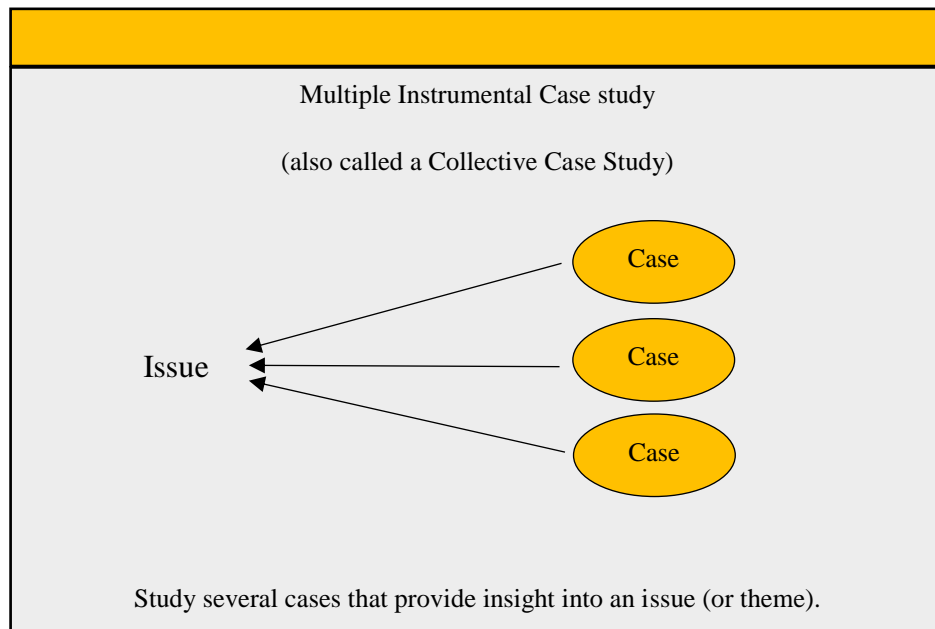 Multiple Instrumental Case study
(also called a Collective Case Study)
Case
Case
Issue
Case
Study several cases that provide insight into an issue (or theme).